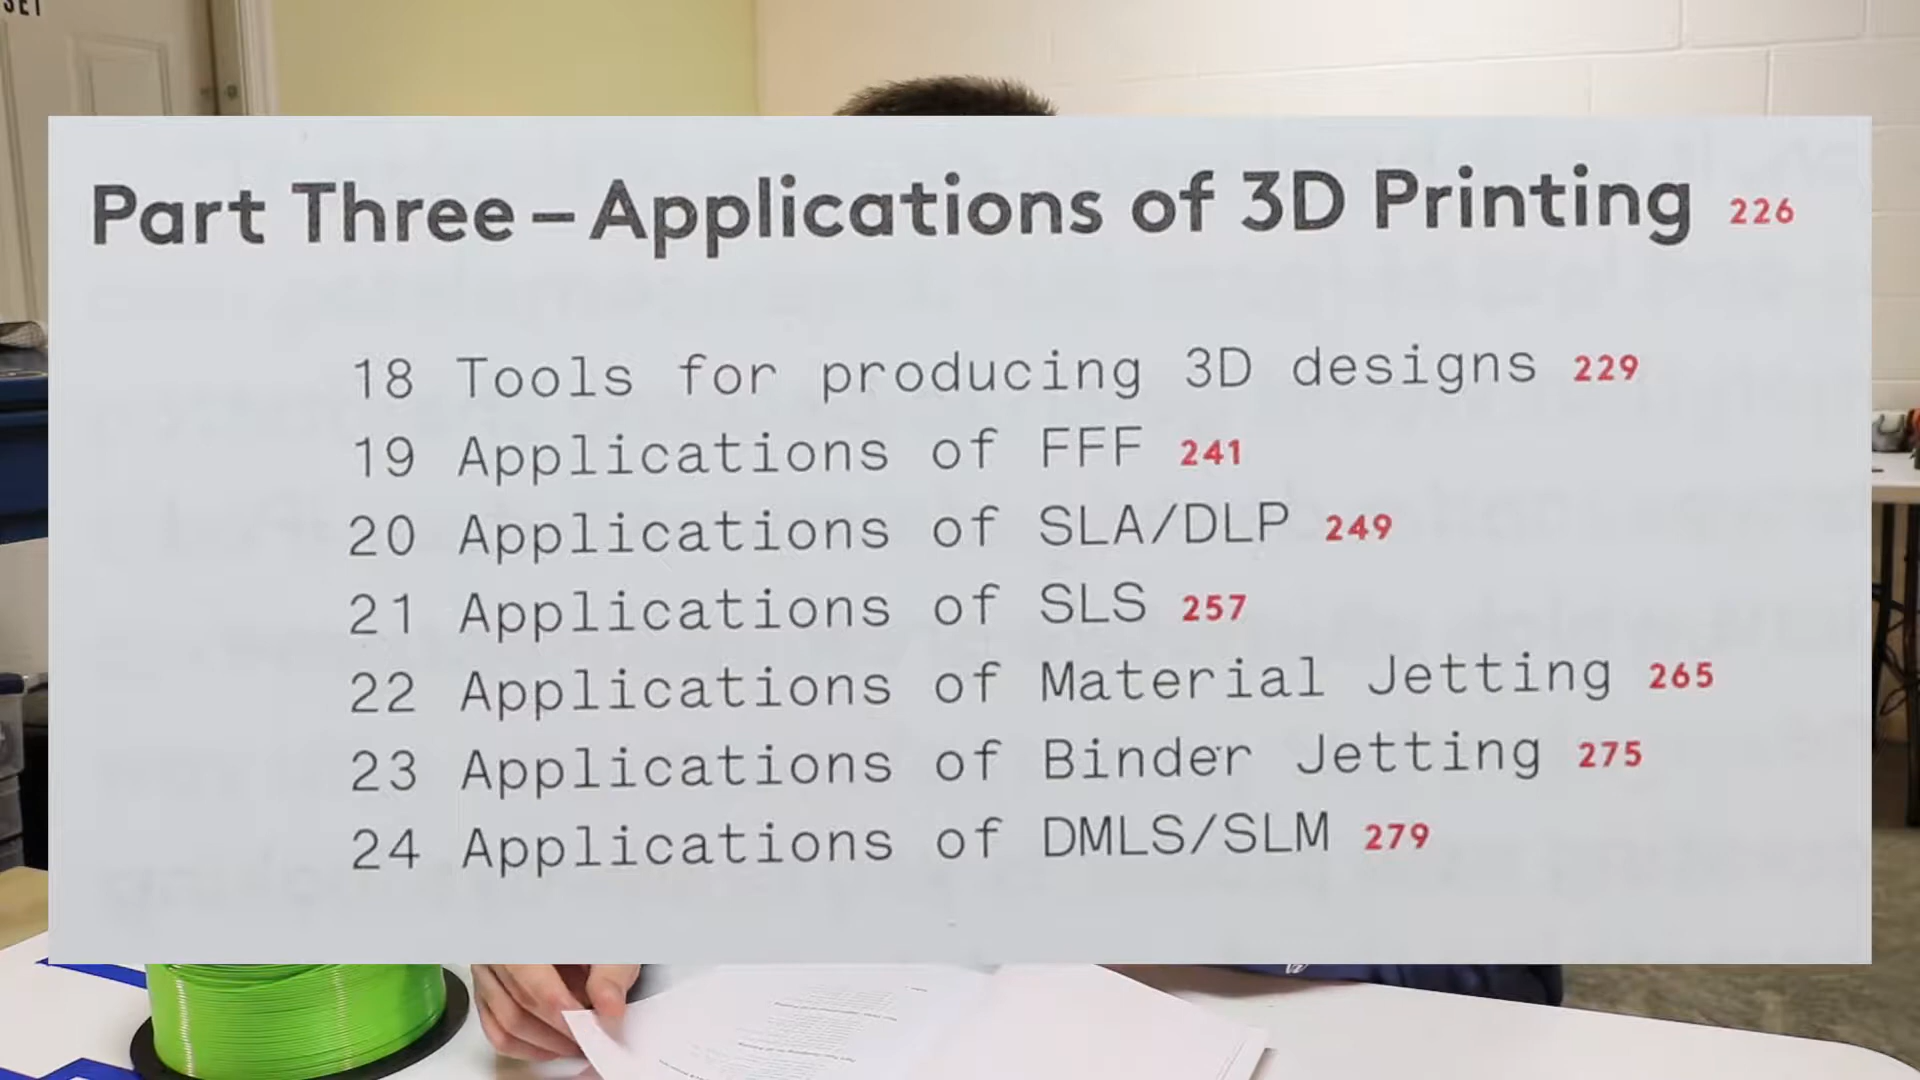 Part Three – Applications of 3D Printing 226
18 Tools for producing 3D designs 229
19 Applications of FFF 241
20 Applications of SLA/DLP 249
21 Applications of SLS 257
22 Applications of Material Jetting 265
23 Applications of Binder Jetting 275
24 Applications of DMLS/SLM 279